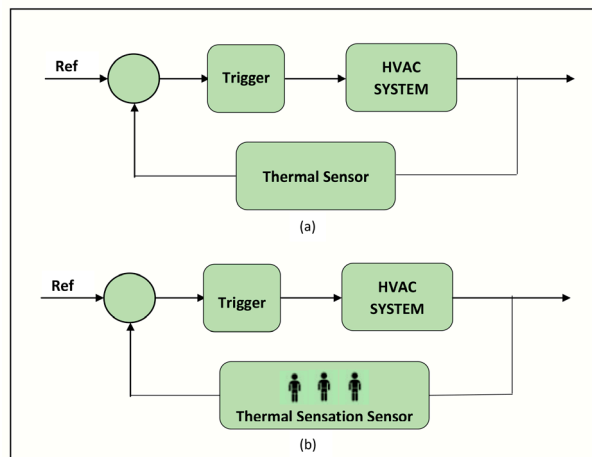 Ref
Trigger
HVAC
SYSTEM
Thermal Sensor
(a)
Ref
Trigger
HVAC
SYSTEM
Thermal Sensation Sensor
(b)